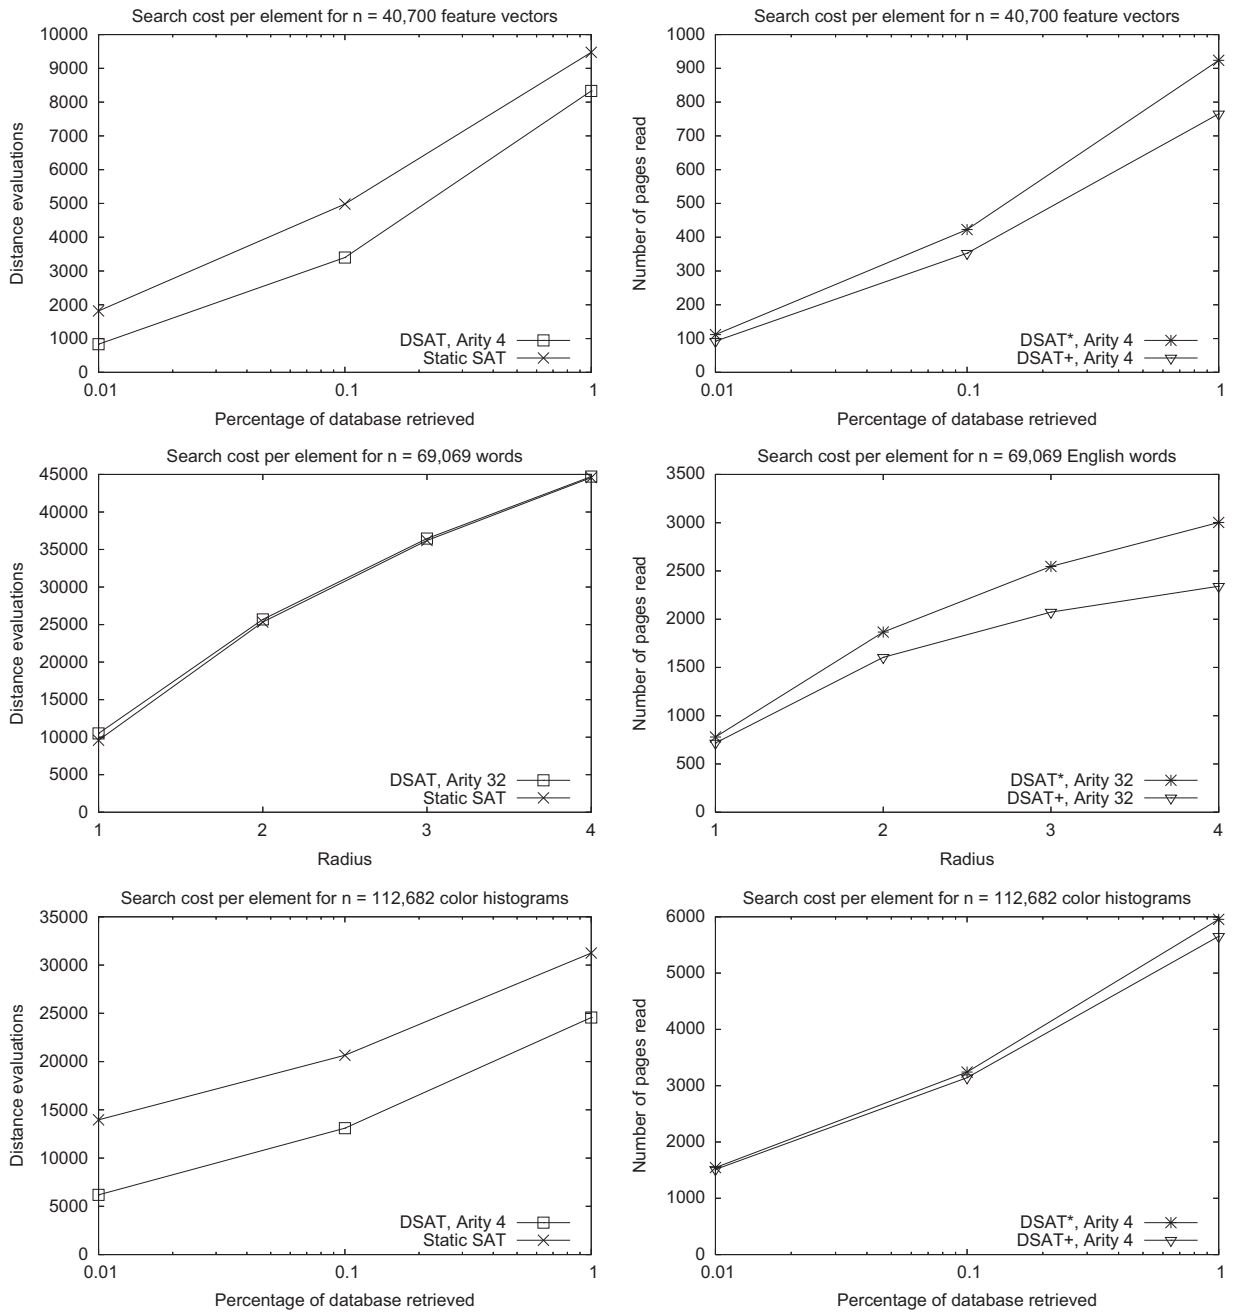 Search cost per element for n = 40,700 feature vectors
10000
9000
8000
7000
6000
5000
4000
3000
2000
1000
0
Distance evaluations
DSAT, Arity 4
Static SAT
0.01 0.1 1
Percentage of database retrieved
Search cost per element for n = 40,700 feature vectors
1000
900
800
700
600
500
400
300
200
100
0
Number of pages read
DSAT*, Arity 4
DSAT+, Arity 4
0.01 0.1 1
Percentage of database retrieved
Search cost per element for n = 69,069 words
45000
40000
35000
30000
25000
20000
15000
10000
5000
0
Distance evaluations
DSAT, Arity 32
Static SAT
1 2 3 4
Radius
Search cost per element for n = 69,069 English words
3500
3000
2500
2000
1500
1000
500
0
Number of pages read
DSAT*, Arity 32
DSAT+, Arity 32
1 2 3 4
Radius
Search cost per element for n = 112,682 color histograms
35000
30000
25000
20000
15000
10000
5000
0
Distance evaluations
DSAT, Arity 4
Static SAT
0.01 0.1 1
Percentage of database retrieved
Search cost per element for n = 112,682 color histograms
6000
5000
4000
3000
2000
1000
0
Number of pages read
DSAT*, Arity 4
DSAT+, Arity 4
0.01 0.1 1
Percentage of database retrieved